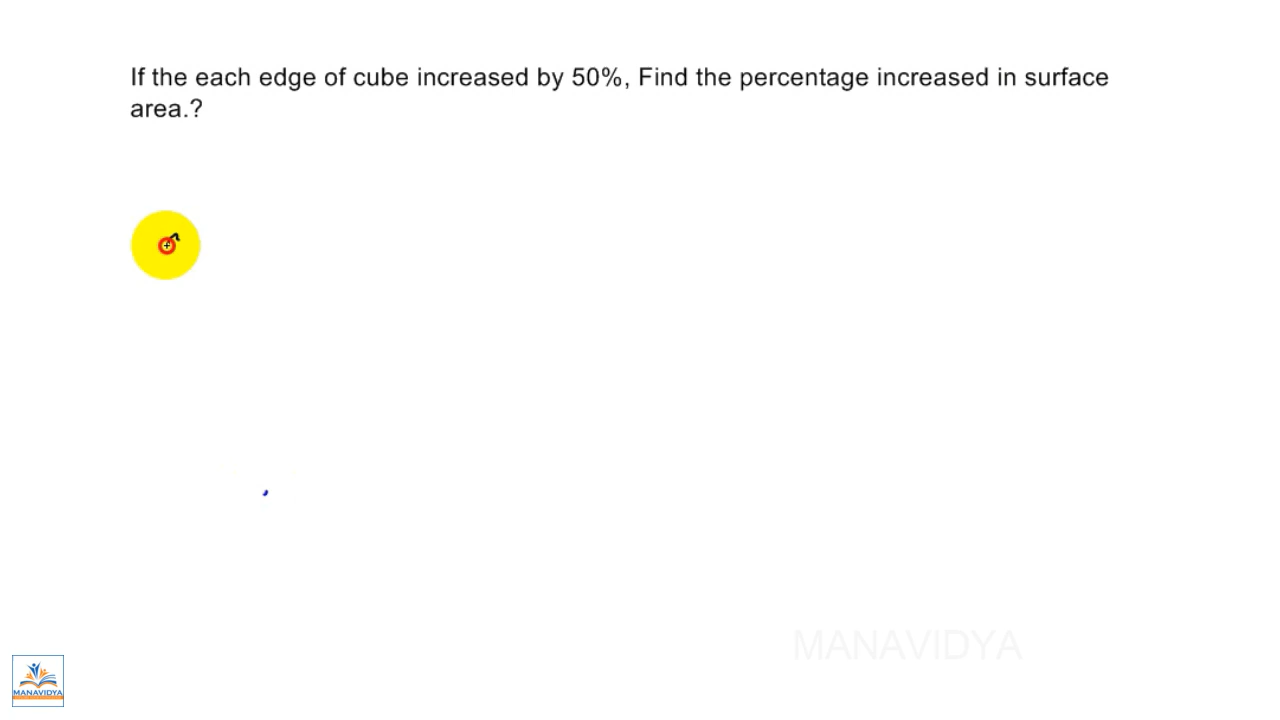 If the each edge of cube increased by 50%, Find the percentage increased in surface
area.?
MANAVIDYA
MANAVIDYA